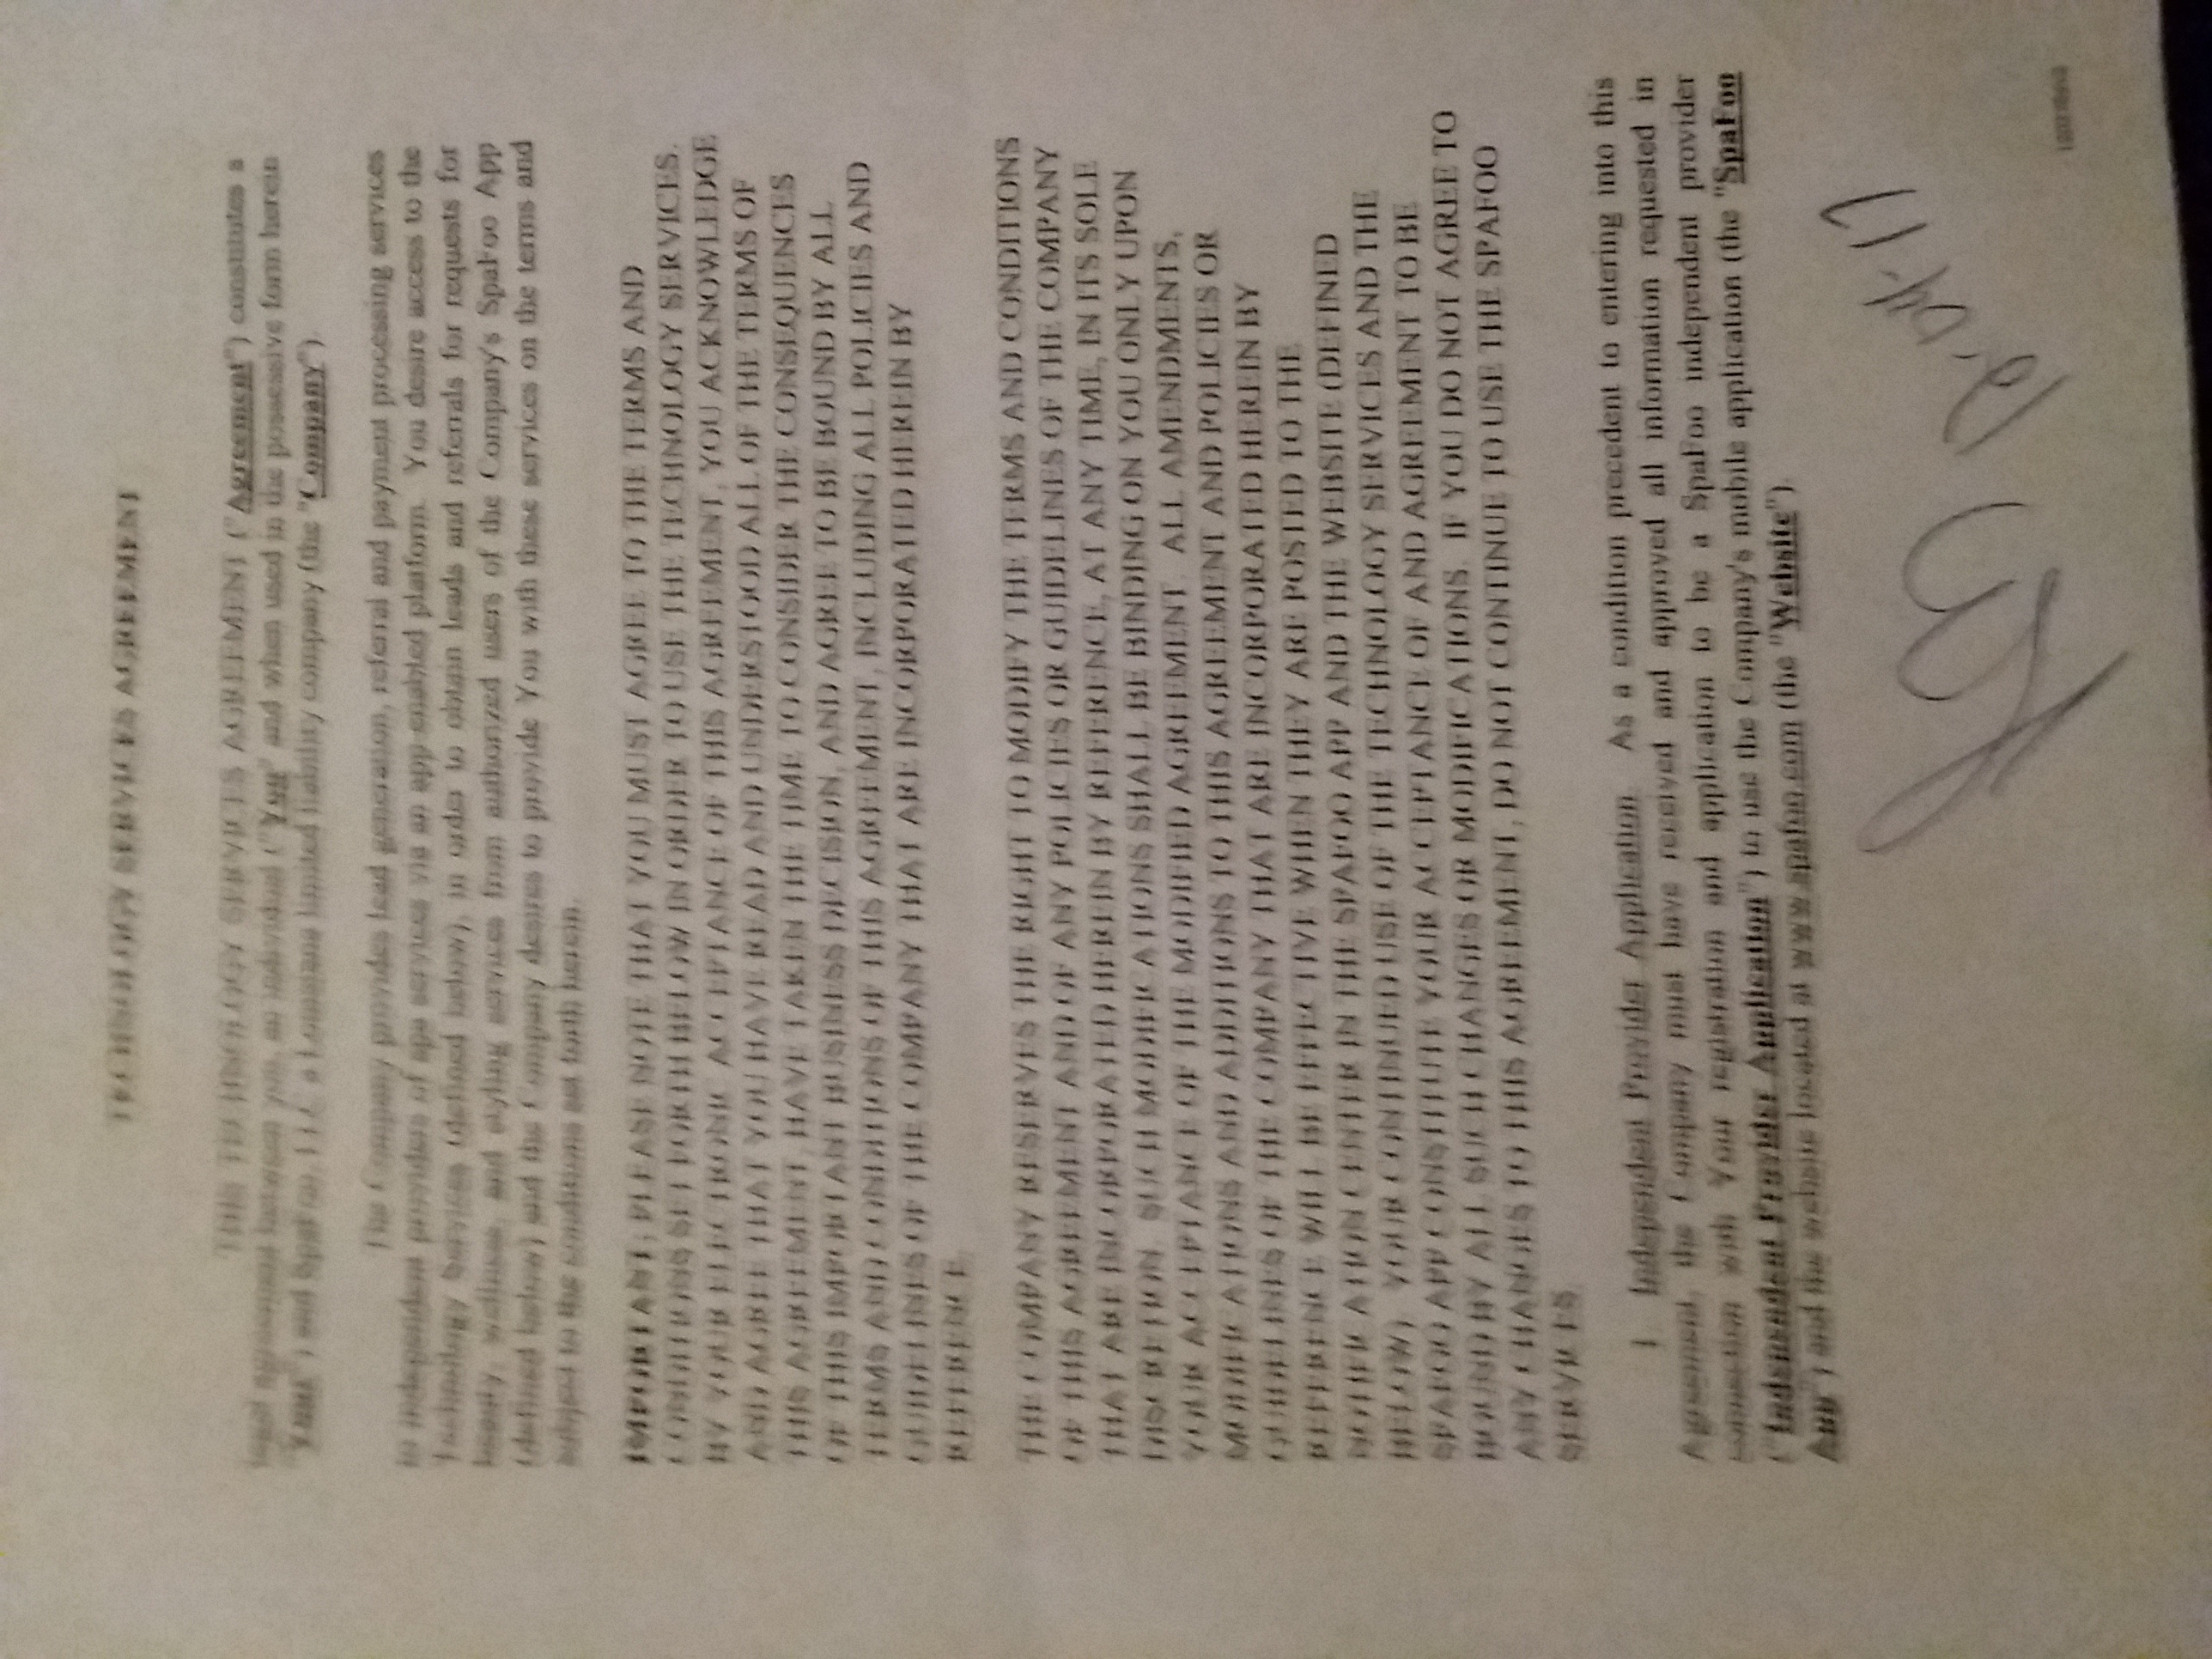 TECHNOLOGY SERVICES AGREEMENT
THIS TECHNOLOGY SERVICES AGREEMENT ("Agreement") constitutes a
legal agreement between you, an individual ("You" and when used in the possessive form herein
"Your") and SpaFoo, LLC a Louisiana limited liability company (the "Company")
The Company provides lead generation, referral and payment processing services
to independent providers of spa services via an app-enabled platform. You desire access to the
Technology Services (defined below), in order to obtain leads and referrals for requests for
beauty, wellness, and styling services from authorized users of the Company's SpaFoo App
(defined below) and the Company desires to provide You with these services on the terms and
subject to the conditions set forth herein.
IMPORTANT: PLEASE NOTE THAT YOU MUST AGREE TO THE TERMS AND
CONDITIONS SET FORTH BELOW IN ORDER TO USE THE TECHNOLOGY SERVICES.
BY YOUR ELECTRONIC ACCEPTANCE OF THIS AGREEMENT, YOU ACKNOWLEDGE
AND AGREE THAT YOU HAVE READ AND UNDERSTOOD ALL OF THE TERMS OF
THIS AGREEMENT, HAVE TAKEN THE TIME TO CONSIDER THE CONSEQUENCES
OF THIS IMPORTANT BUSINESS DECISION, AND AGREE TO BE BOUND BY ALL
TERMS AND CONDITIONS OF THIS AGREEMENT, INCLUDING ALL POLICIES AND
GUIDELINES OF THE COMPANY THAT ARE INCORPORATED HEREIN BY
REFERENCE.
THE COMPANY RESERVES THE RIGHT TO MODIFY THE TERMS AND CONDITIONS
OF THIS AGREEMENT AND OF ANY POLICIES OR GUIDELINES OF THE COMPANY
THAT ARE INCORPORATED HEREIN BY REFERENCE, AT ANY TIME, IN ITS SOLE
DISCRETION. SUCH MODIFICATIONS SHALL BE BINDING ON YOU ONLY UPON
YOUR ACCEPTANCE OF THE MODIFIED AGREEMENT. ALL AMENDMENTS,
MODIFICATIONS AND ADDITIONS TO THIS AGREEMENT AND POLICIES OR
GUIDELINES OF THE COMPANY THAT ARE INCORPORATED HEREIN BY
REFERENCE WILL BE EFFECTIVE WHEN THEY ARE POSTED TO THE
NOTIFICATION CENTER IN THE SPAFOO APP AND THE WEBSITE (DEFINED
BELOW). YOUR CONTINUED USE OF THE TECHNOLOGY SERVICES AND THE
SPAFOO APP CONSTITUTE YOUR ACCEPTANCE OF AND AGREEMENT TO BE
BOUND BY ALL SUCH CHANGES OR MODIFICATIONS. IF YOU DO NOT AGREE TO
ANY CHANGES TO THIS AGREEMENT, DO NOT CONTINUE TO USE THE SPAFOO
SERVICES
1 Independent Provider Application. As a condition precedent to entering into this
Agreement, the Company must have received and approved all information requested in
connection with Your registration and application to be a SpaFoo independent provider
("Independent Provider Application") to use the Company's mobile application (the "SpaFoo
App") and the website located at www.spafoo.com (the "Website")
12-04-17